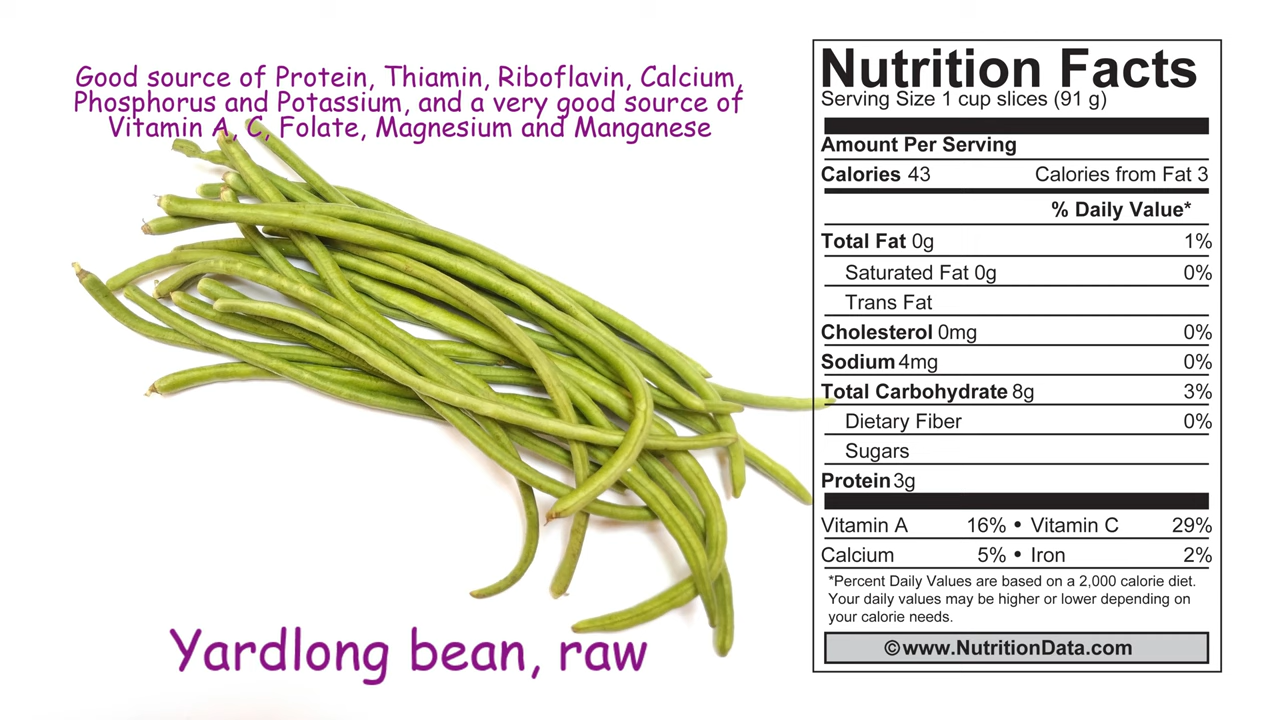 Good source of Protein, Thiamin, Riboflavin, Calcium,
Phosphorus and Potassium, and a very good source of
Vitamin A, C, Folate, Magnesium and Manganese
Yardlong bean, raw
Nutrition Facts
Serving Size 1 cup slices (91 g)
Amount Per Serving
Calories 43 Calories from Fat 3
% Daily Value*
Total Fat 0g 1%
Saturated Fat 0g 0%
Trans Fat
Cholesterol 0mg 0%
Sodium 4mg 0%
Total Carbohydrate 8g 3%
Dietary Fiber 0%
Sugars
Protein 3g
Vitamin A 16% • Vitamin C 29%
Calcium 5% • Iron 2%
*Percent Daily Values are based on a 2,000 calorie diet.
Your daily values may be higher or lower depending on
your calorie needs.
©www.NutritionData.com